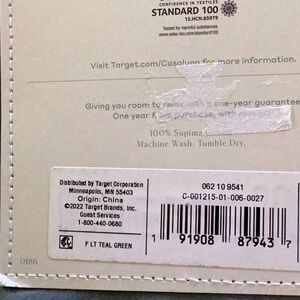 CONFIDENCE IN TEXTILES
STANDARD 100
15.HCN.65979
Tested for harmful substances.
www.oeko-tex.com/standard100
Visit Target.com/Casaluna for more information.
Giving you room to relax with a one-year guarantee
One year from purchase, with receipt
100% Supima
Machine Wash. Tumble Dry.
Distributed by Target Corporation
Minneapolis, MN 55403
Origin: China
©2022 Target Brands, Inc.
Guest Services
1-800-440-0680
F LT TEAL GREEN
062 10 9541
C-001215-01-006-0027
1 91908 88794 7
0186